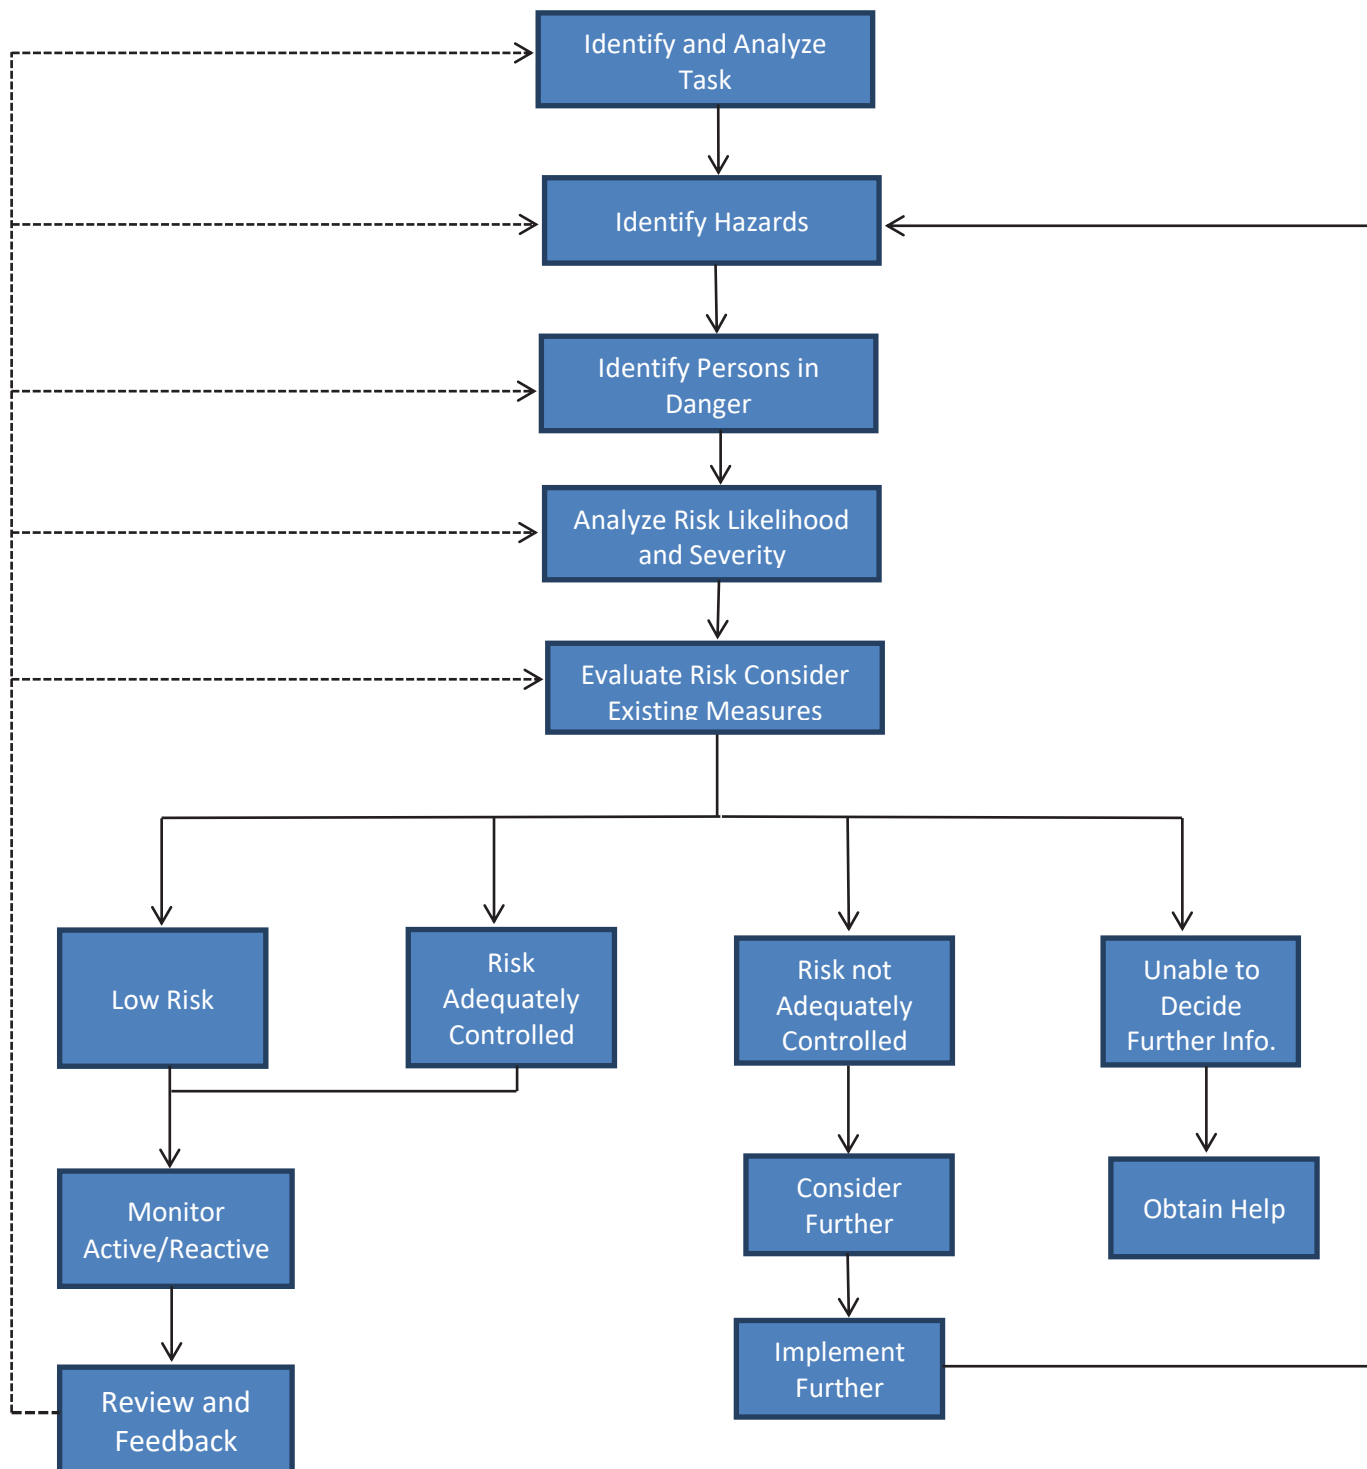 Identify and Analyze
Task
Identify Hazards
Identify Persons in
Danger
Analyze Risk Likelihood
and Severity
Evaluate Risk Consider
Existing Measures
Low Risk
Risk
Adequately
Controlled
Risk not
Adequately
Controlled
Unable to
Decide
Further Info.
Monitor
Active/Reactive
Consider
Further
Obtain Help
Implement
Further
Review and
Feedback